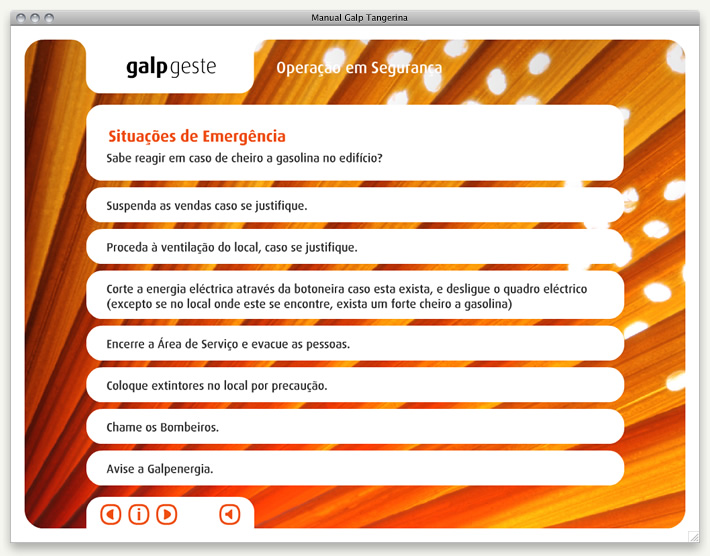 Manual Galp Tangerina
galp geste
Operação em Segurança
Situações de Emergência
Sabe reagir em caso de cheiro a gasolina no edifício?
Suspenda as vendas caso se justifique.
Proceda à ventilação do local, caso se justifique.
Corte a energia eléctrica através da botoneira caso esta exista, e desligue o quadro eléctrico
(excepto se no local onde este se encontre, exista um forte cheiro a gasolina)
Encerre a Área de Serviço e evacue as pessoas.
Coloque extintores no local por precaução.
Chame os Bombeiros.
Avise a Galpenergia.
i